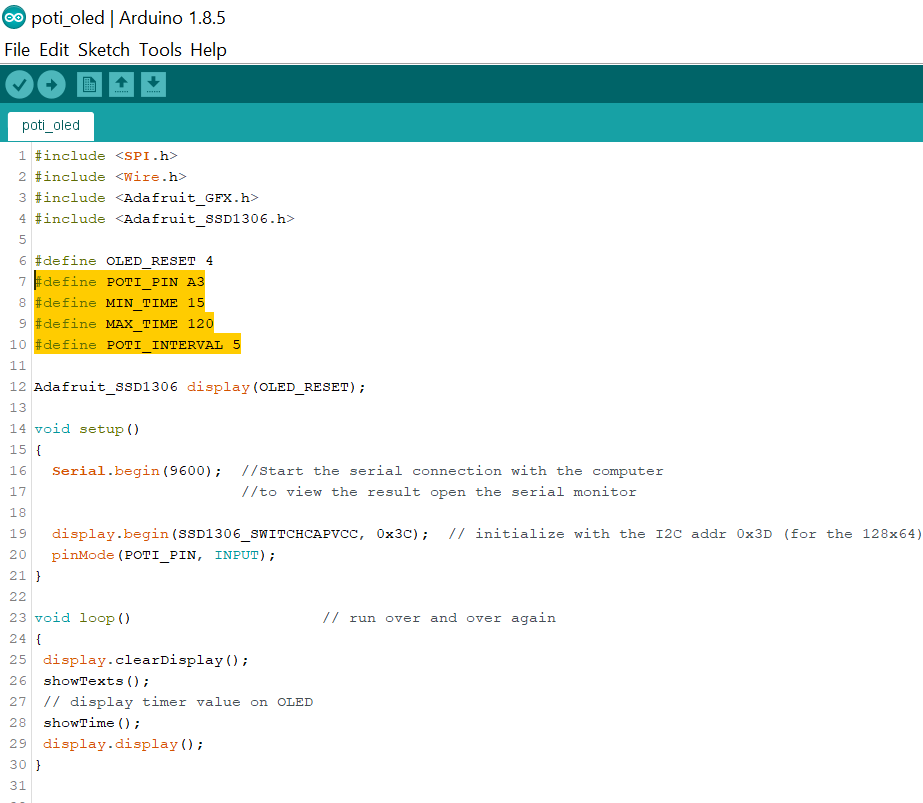 poti_oled | Arduino 1.8.5
File Edit Sketch Tools Help
poti_oled
1 #include <SPI.h>
2 #include <Wire.h>
3 #include <Adafruit_GFX.h>
4 #include <Adafruit_SSD1306.h>
5
6 #define OLED_RESET 4
7 #define POTI_PIN A3
8 #define MIN_TIME 15
9 #define MAX_TIME 120
10 #define POTI_INTERVAL 5
11
12 Adafruit_SSD1306 display(OLED_RESET);
13
14 void setup()
15 {
16   Serial.begin(9600);  //Start the serial connection with the computer
17                        //to view the result open the serial monitor
18
19   display.begin(SSD1306_SWITCHCAPVCC, 0x3C);  // initialize with the I2C addr 0x3D (for the 128x64)
20   pinMode(POTI_PIN, INPUT);
21 }
22
23 void loop()                     // run over and over again
24 {
25  display.clearDisplay();
26  showTexts();
27  // display timer value on OLED
28  showTime();
29  display.display();
30 }
31